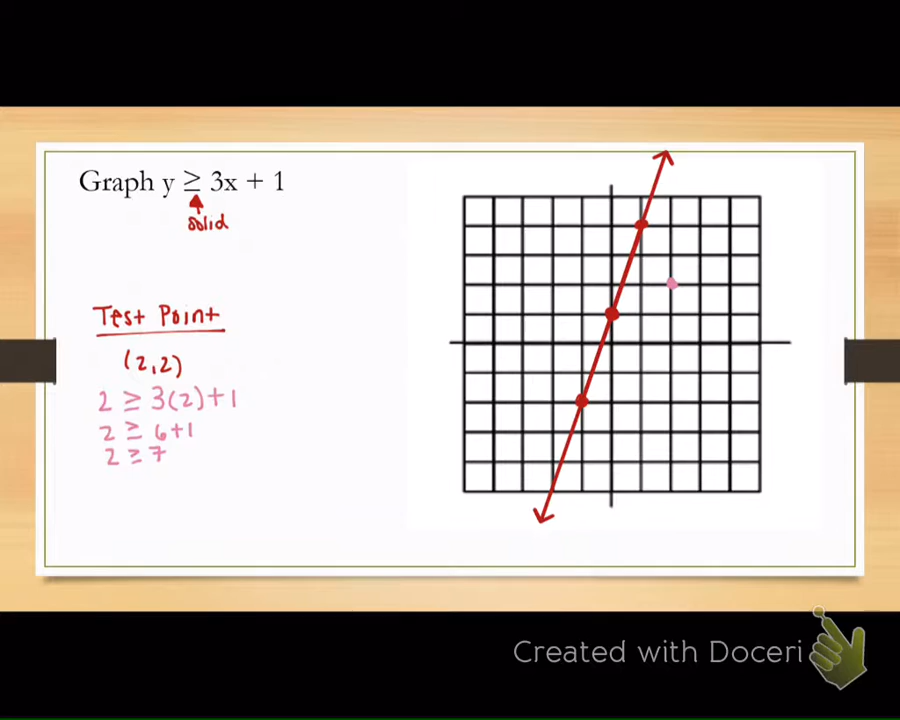 Graph y ≥ 3x + 1
solid
Test Point
(2,2)
2 ≥ 3(2)+1
2 ≥ 6+1
2 ≥ 7
Created with Doceri